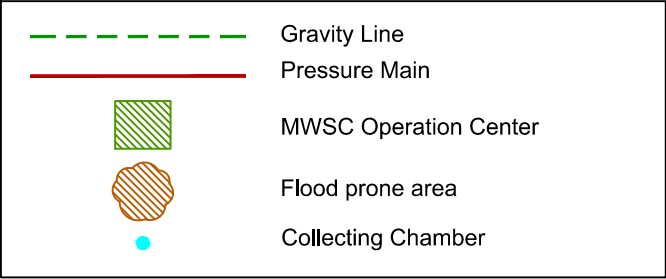 Gravity Line
Pressure Main
MWSC Operation Center
Flood prone area
Collecting Chamber